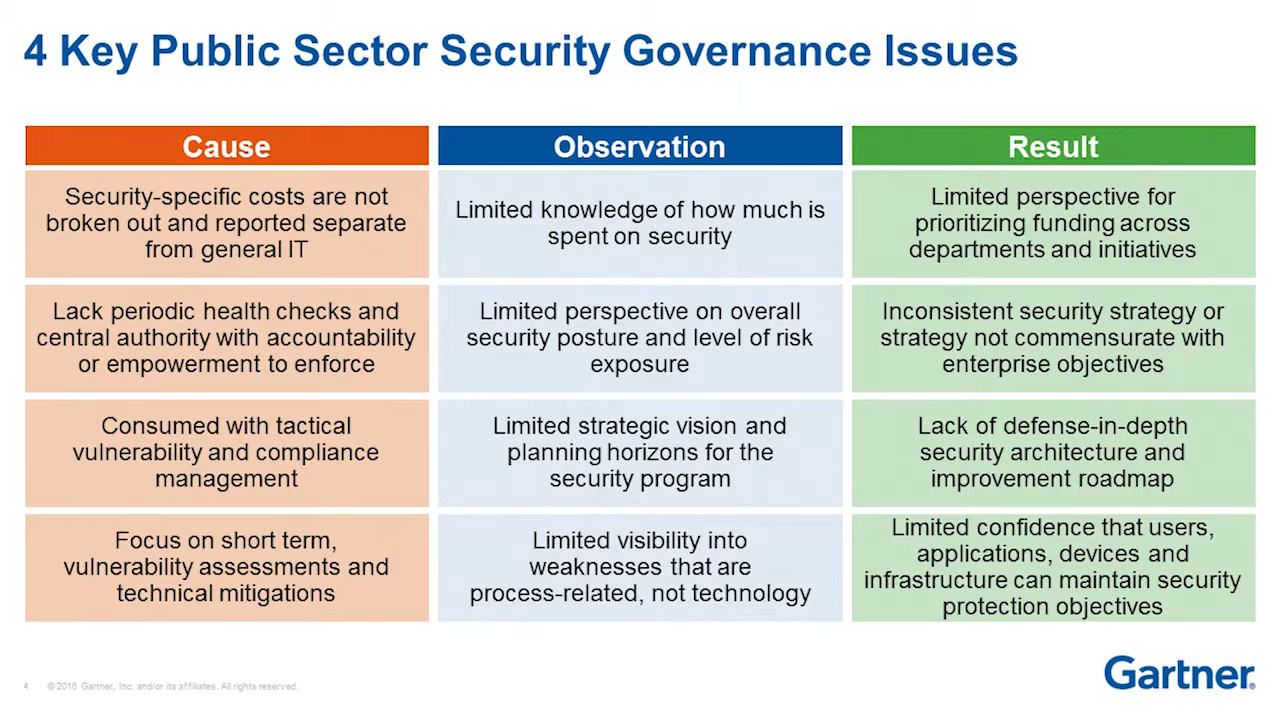 4 Key Public Sector Security Governance Issues
Cause
Observation
Result
Security-specific costs are not
broken out and reported separate
from general IT
Limited knowledge of how much is
spent on security
Limited perspective for
prioritizing funding across
departments and initiatives
Lack periodic health checks and
central authority with accountability
or empowerment to enforce
Limited perspective on overall
security posture and level of risk
exposure
Inconsistent security strategy or
strategy not commensurate with
enterprise objectives
Consumed with tactical
vulnerability and compliance
management
Limited strategic vision and
planning horizons for the
security program
Lack of defense-in-depth
security architecture and
improvement roadmap
Focus on short term,
vulnerability assessments and
technical mitigations
Limited visibility into
weaknesses that are
process-related, not technology
Limited confidence that users,
applications, devices and
infrastructure can maintain security
protection objectives
4 © 2016 Gartner, Inc. and/or its affiliates. All rights reserved.
Gartner®